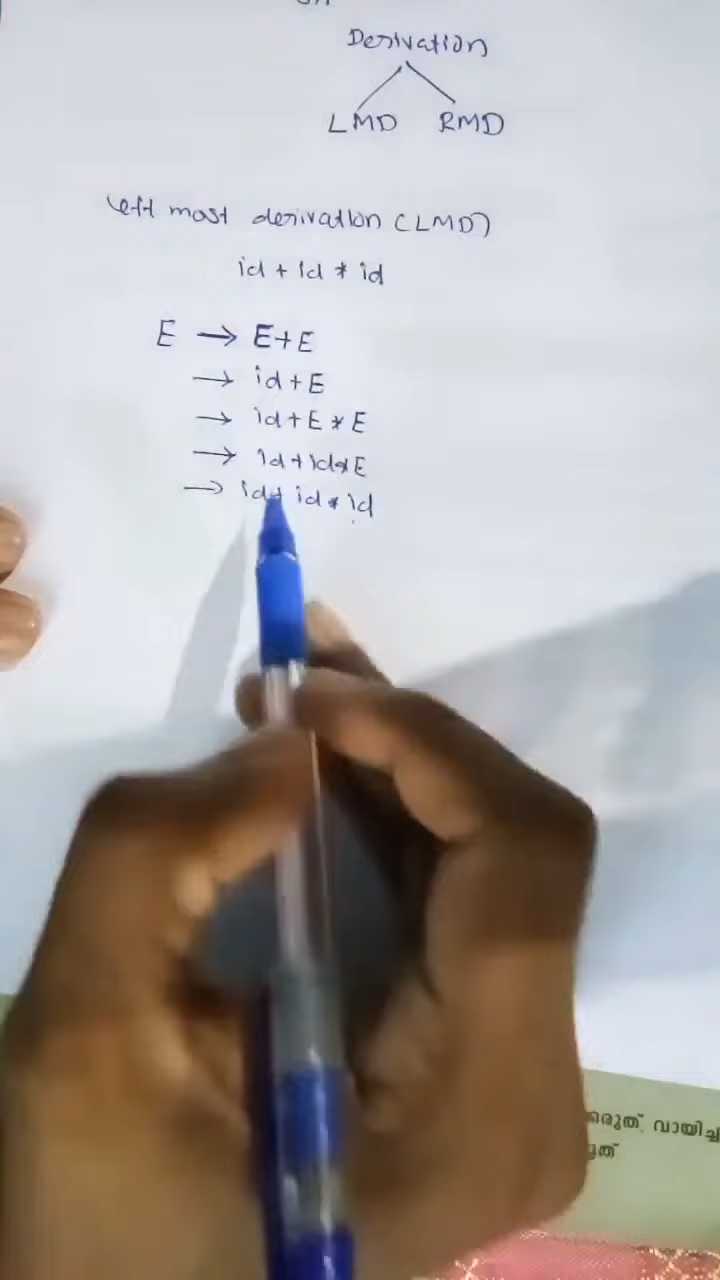 Derivation
LMD RMD
Left most derivation (LMD)
id + id * id
E → E+E
→ id+E
→ id+E*E
→ id+id*E
→ id+ id * id
രുത്. വായിച്ച